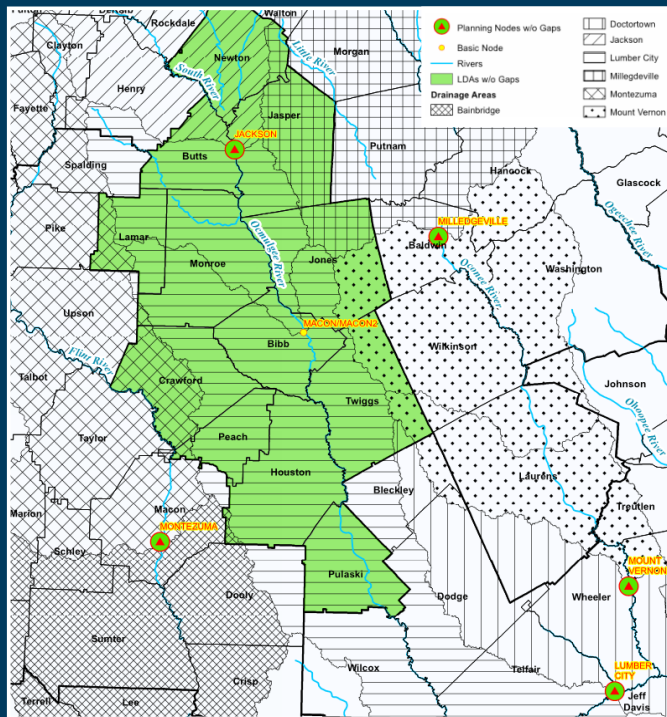 Rockdale
Walton
Clayton
Newton
Morgan
Little River
South River
Henry
Fayette
Jasper
Putnam
JACKSON
Butts
Spalding
Hancock
Glascock
Pike
MILLEDGEVILLE
Baldwin
Lamar
Ocmulgee River
Monroe
Jones
Oconee River
Ogeechee River
Washington
Upson
MACON/MACON2
Bibb
Wilkinson
Flint River
Talbot
Crawford
Twiggs
Johnson
Ohoopee River
Taylor
Peach
Houston
Laurens
Bleckley
Treutlen
Marion
Macon
MONTEZUMA
Schley
Pulaski
MOUNT
VERNON
Dooly
Dodge
Wheeler
Sumter
Wilcox
Telfair
LUMBER
CITY
Crisp
Jeff
Davis
Terrell
Lee
Planning Nodes w/o Gaps
Basic Node
Rivers
LDAs w/o Gaps
Drainage Areas
Bainbridge
Doctortown
Jackson
Lumber City
Millegdeville
Montezuma
Mount Vernon